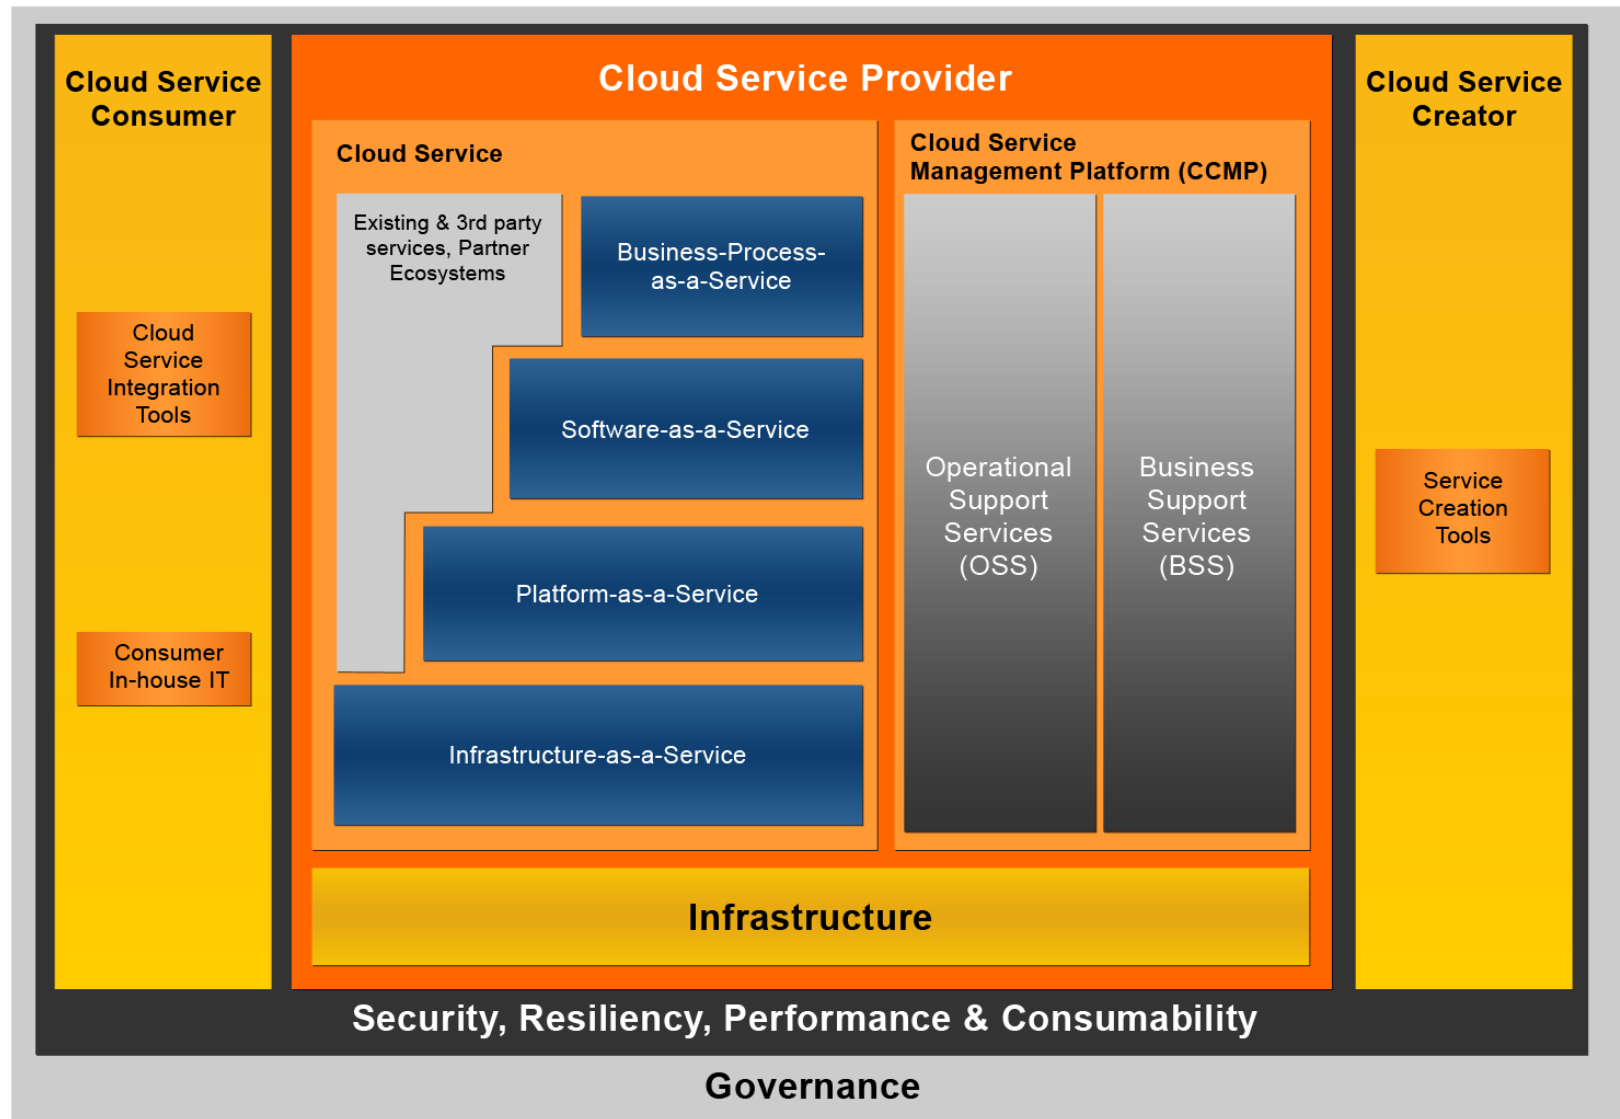 Cloud Service
Consumer
Cloud Service
Integration
Tools
Consumer
In-house IT
Cloud Service Provider
Cloud Service
Existing & 3rd party
services, Partner
Ecosystems
Business-Process-
as-a-Service
Software-as-a-Service
Platform-as-a-Service
Infrastructure-as-a-Service
Cloud Service
Management Platform (CCMP)
Operational
Support
Services
(OSS)
Business
Support
Services
(BSS)
Infrastructure
Cloud Service
Creator
Service
Creation
Tools
Security, Resiliency, Performance & Consumability
Governance